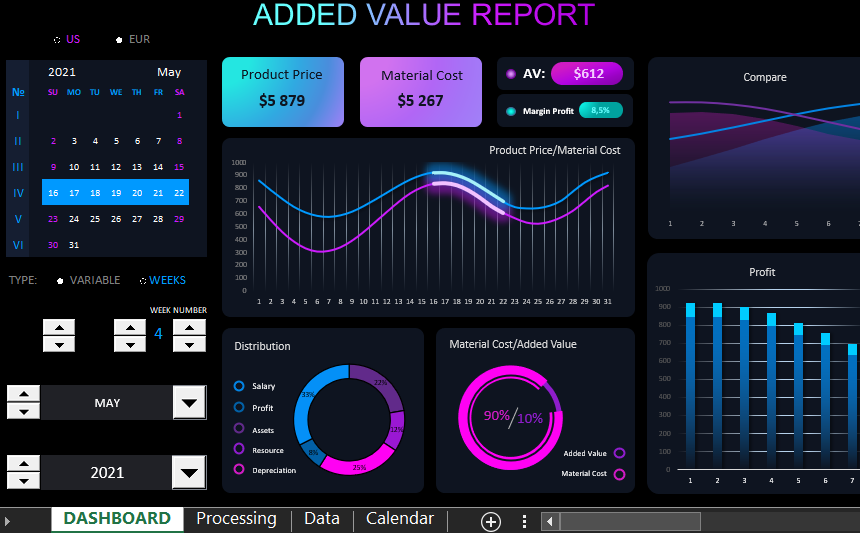 ADDED VALUE REPORT
US EUR
2021 May
№ SU MO TU WE TH FR SA
I 1
II 2 3 4 5 6 7 8
III 9 10 11 12 13 14 15
IV 16 17 18 19 20 21 22
V 23 24 25 26 27 28 29
VI 30 31
TYPE: VARIABLE WEEKS
WEEK NUMBER
4
MAY
2021
Product Price
$5 879
Material Cost
$5 267
AV: $612
Margin Profit 8,5%
Product Price/Material Cost
1000
900
800
700
600
500
400
300
200
100
0
1 2 3 4 5 6 7 8 9 10 11 12 13 14 15 16 17 18 19 20 21 22 23 24 25 26 27 28 29 30 31
Distribution
Salary
Profit
Assets
Resource
Depreciation
33%
22%
12%
25%
8%
Material Cost/Added Value
90%/10%
Added Value
Material Cost
Compare
1 2 3 4 5 6 7
Profit
1000
900
800
700
600
500
400
300
200
100
0
1 2 3 4 5 6 7
DASHBOARD Processing Data Calendar